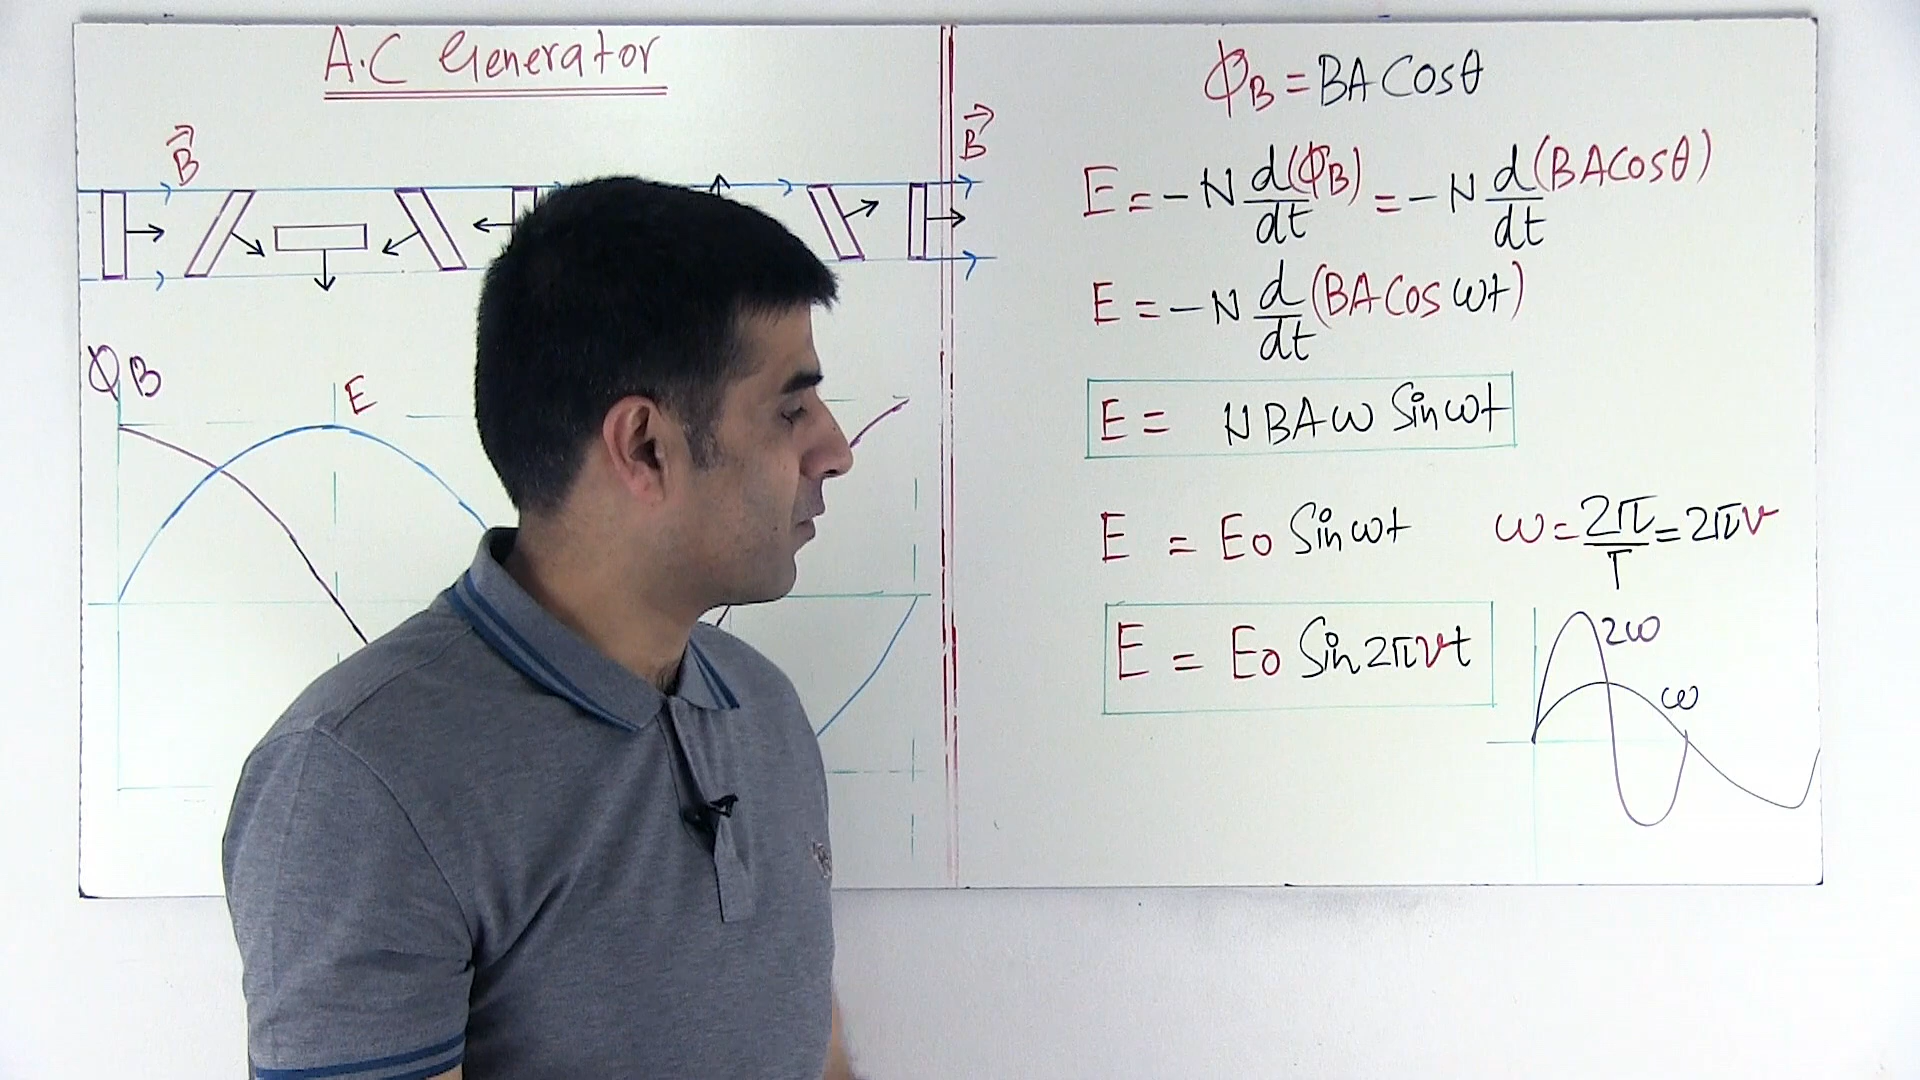 A.C Generator
B⃗
B⃗
ϕB
E
ϕB = BA Cosθ
E = -N d(ϕB)/dt = -N d(BACosθ)/dt
E = -N d/dt (BA Cos ωt)
E = NBAω Sinωt
E = Eo Sinωt
ω = 2π/T = 2πν
E = Eo Sin2πνt
2ω
ω